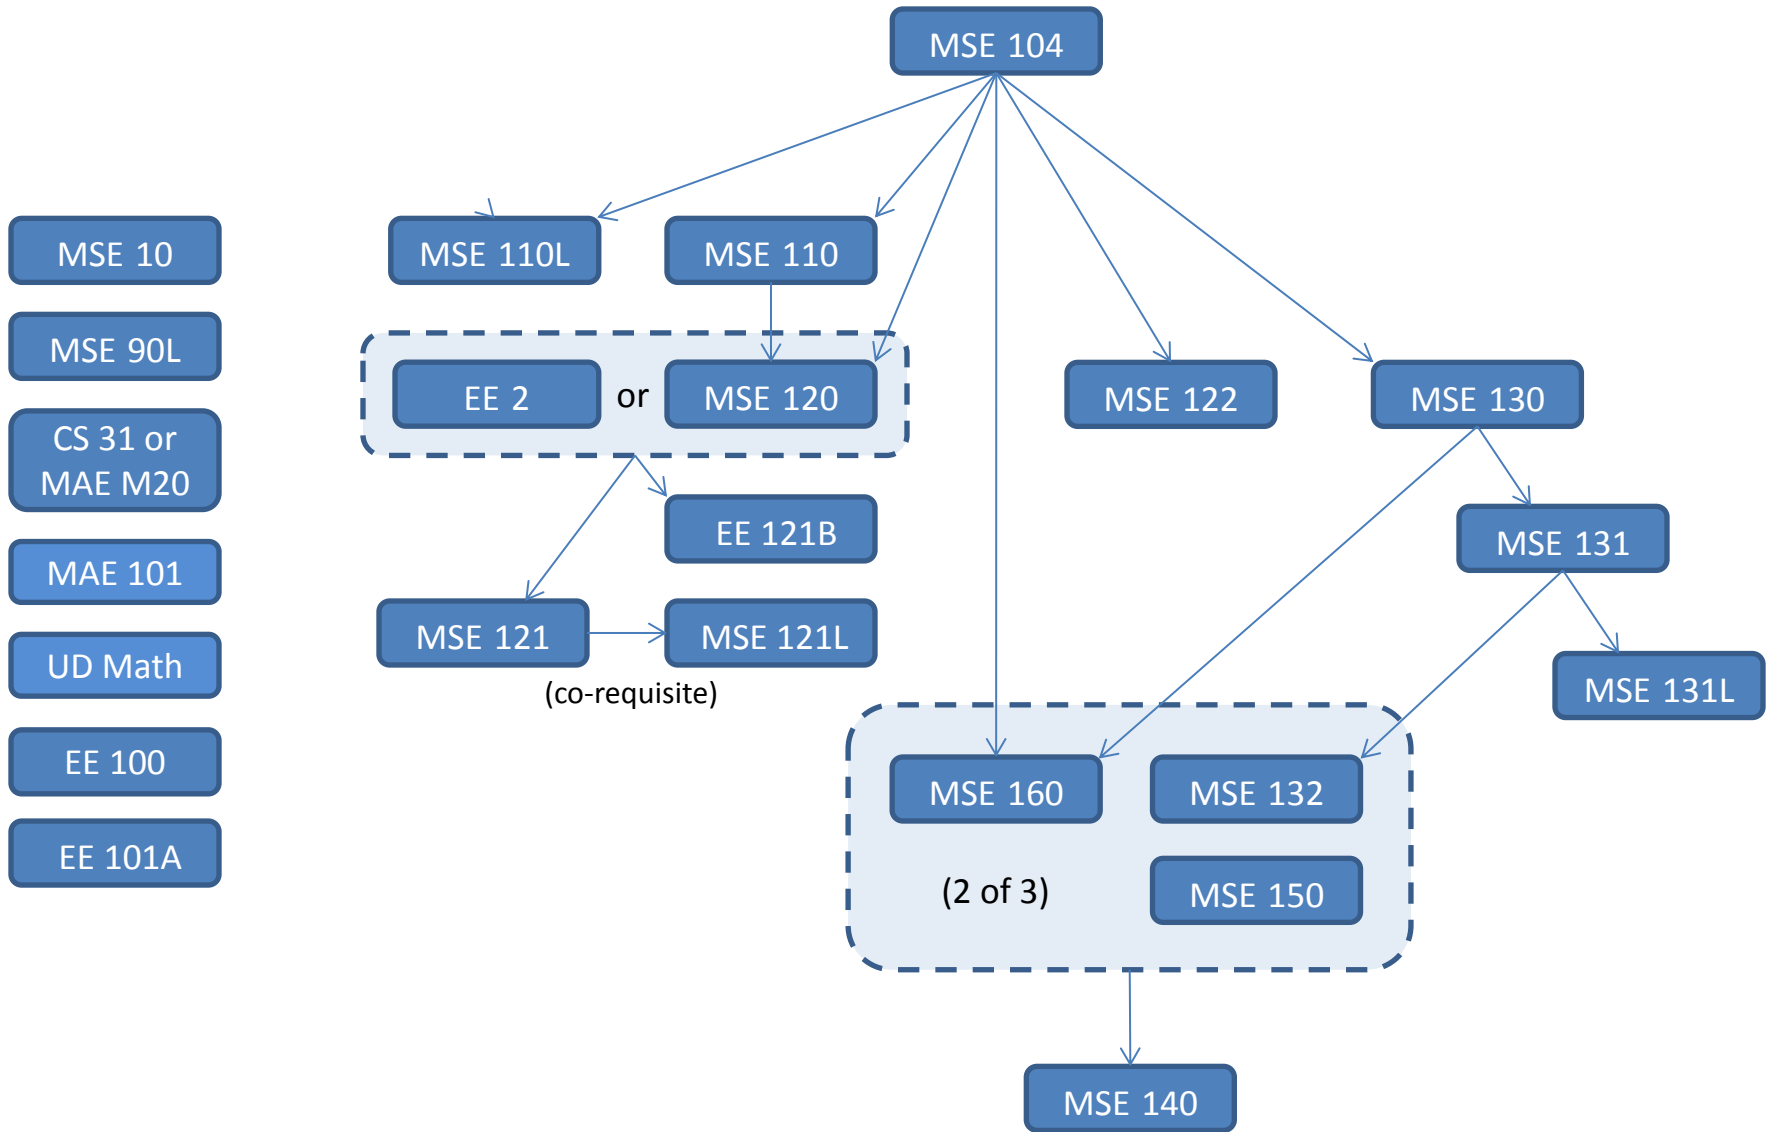 MSE 104
MSE 10
MSE 110L
MSE 110
MSE 90L
EE 2
or
MSE 120
MSE 122
MSE 130
CS 31 or
MAE M20
EE 121B
MSE 131
MAE 101
MSE 121
MSE 121L
UD Math
(co-requisite)
MSE 131L
EE 100
MSE 160
MSE 132
EE 101A
(2 of 3)
MSE 150
MSE 140